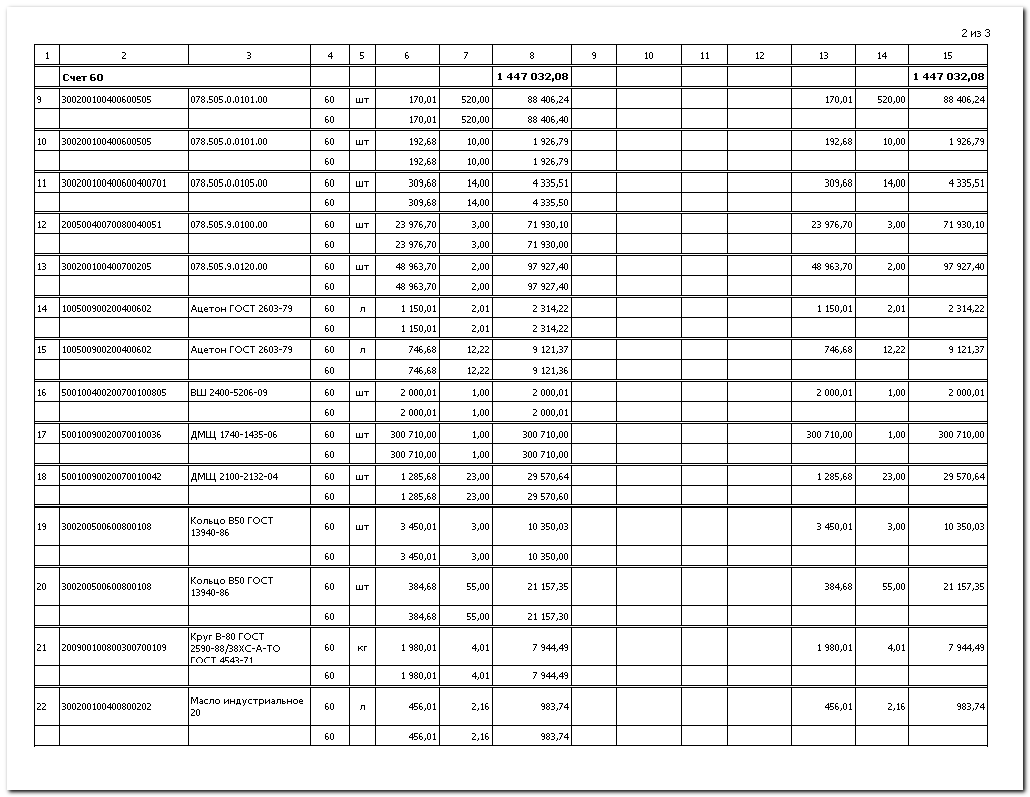 2 из 3
1 2 3 4 5 6 7 8 9 10 11 12 13 14 15
Счет 60 1 447 032,08 1 447 032,08
9 300200100400600505 078.505.0.0101.00 60 шт 170,01 520,00 88 406,24 170,01 520,00 88 406,24
60 170,01 520,00 88 406,40
10 300200100400600505 078.505.0.0101.00 60 шт 192,68 10,00 1 926,79 192,68 10,00 1 926,79
60 192,68 10,00 1 926,79
11 300200100400600400701 078.505.0.0105.00 60 шт 309,68 14,00 4 335,51 309,68 14,00 4 335,51
60 309,68 14,00 4 335,50
12 20050040070080040051 078.505.9.0100.00 60 шт 23 976,70 3,00 71 930,10 23 976,70 3,00 71 930,10
60 23 976,70 3,00 71 930,00
13 300200100400700205 078.505.9.0120.00 60 шт 48 963,70 2,00 97 927,40 48 963,70 2,00 97 927,40
60 48 963,70 2,00 97 927,40
14 100500900200400602 Ацетон ГОСТ 2603-79 60 л 1 150,01 2,01 2 314,22 1 150,01 2,01 2 314,22
60 1 150,01 2,01 2 314,22
15 100500900200400602 Ацетон ГОСТ 2603-79 60 л 746,68 12,22 9 121,37 746,68 12,22 9 121,37
60 746,68 12,22 9 121,36
16 500100400200700100805 ВШ 2400-5206-09 60 шт 2 000,01 1,00 2 000,01 2 000,01 1,00 2 000,01
60 2 000,01 1,00 2 000,01
17 50010090020070010036 ДМЩ 1740-1435-06 60 шт 300 710,00 1,00 300 710,00 300 710,00 1,00 300 710,00
60 300 710,00 1,00 300 710,00
18 50010090020070010042 ДМЩ 2100-2132-04 60 шт 1 285,68 23,00 29 570,64 1 285,68 23,00 29 570,64
60 1 285,68 23,00 29 570,60
19 300200500600800108 Кольцо В50 ГОСТ 60 шт 3 450,01 3,00 10 350,03 3 450,01 3,00 10 350,03
13940-86
60 3 450,01 3,00 10 350,00
20 300200500600800108 Кольцо В50 ГОСТ 60 шт 384,68 55,00 21 157,35 384,68 55,00 21 157,35
13940-86
60 384,68 55,00 21 157,30
Круг В-80 ГОСТ
21 200900100800300700109 2590-88/38ХС-А-ТО 60 кг 1 980,01 4,01 7 944,49 1 980,01 4,01 7 944,49
ГОСТ 4543-71
60 1 980,01 4,01 7 944,49
22 300200100400800202 Масло индустриальное 60 л 456,01 2,16 983,74 456,01 2,16 983,74
20
60 456,01 2,16 983,74